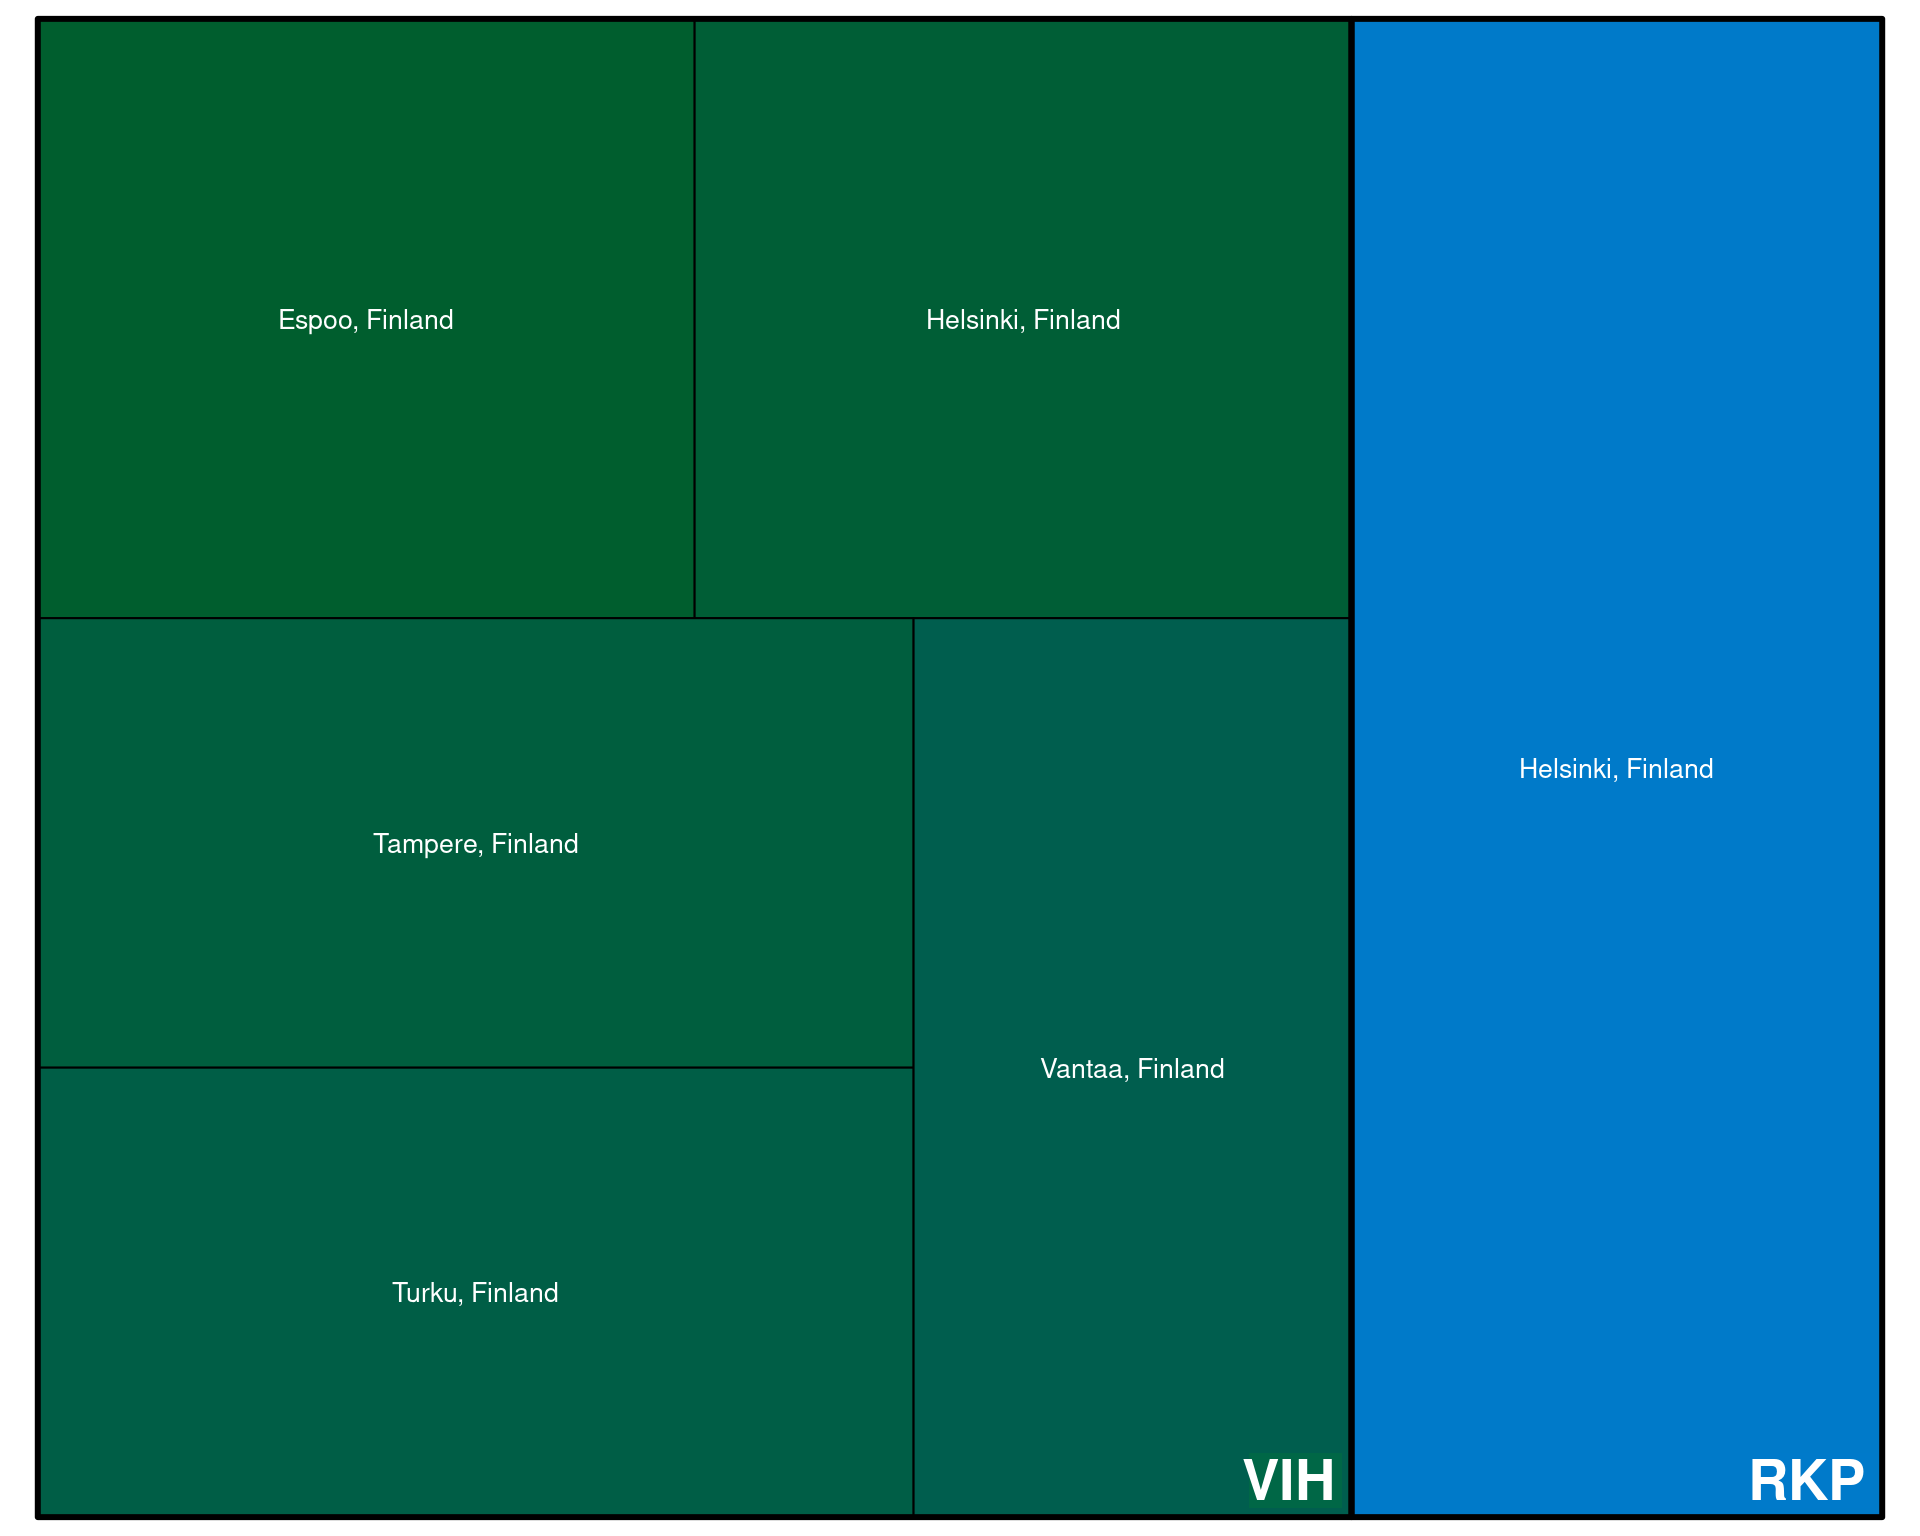 Espoo, Finland
Helsinki, Finland
Tampere, Finland
Turku, Finland
Vantaa, Finland
VIH
Helsinki, Finland
RKP